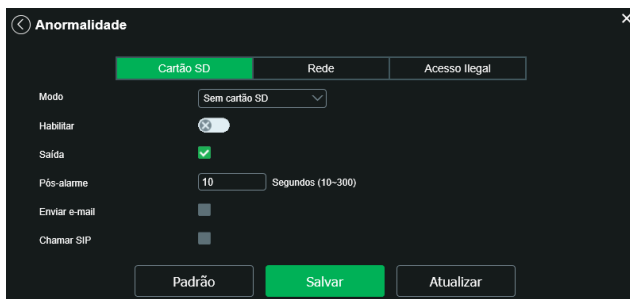 Anormalidade
Cartão SD Rede Acesso Ilegal
Modo Sem cartão SD
Habilitar
Saída
Pós-alarme 10 Segundos (10~300)
Enviar e-mail
Chamar SIP
Padrão Salvar Atualizar